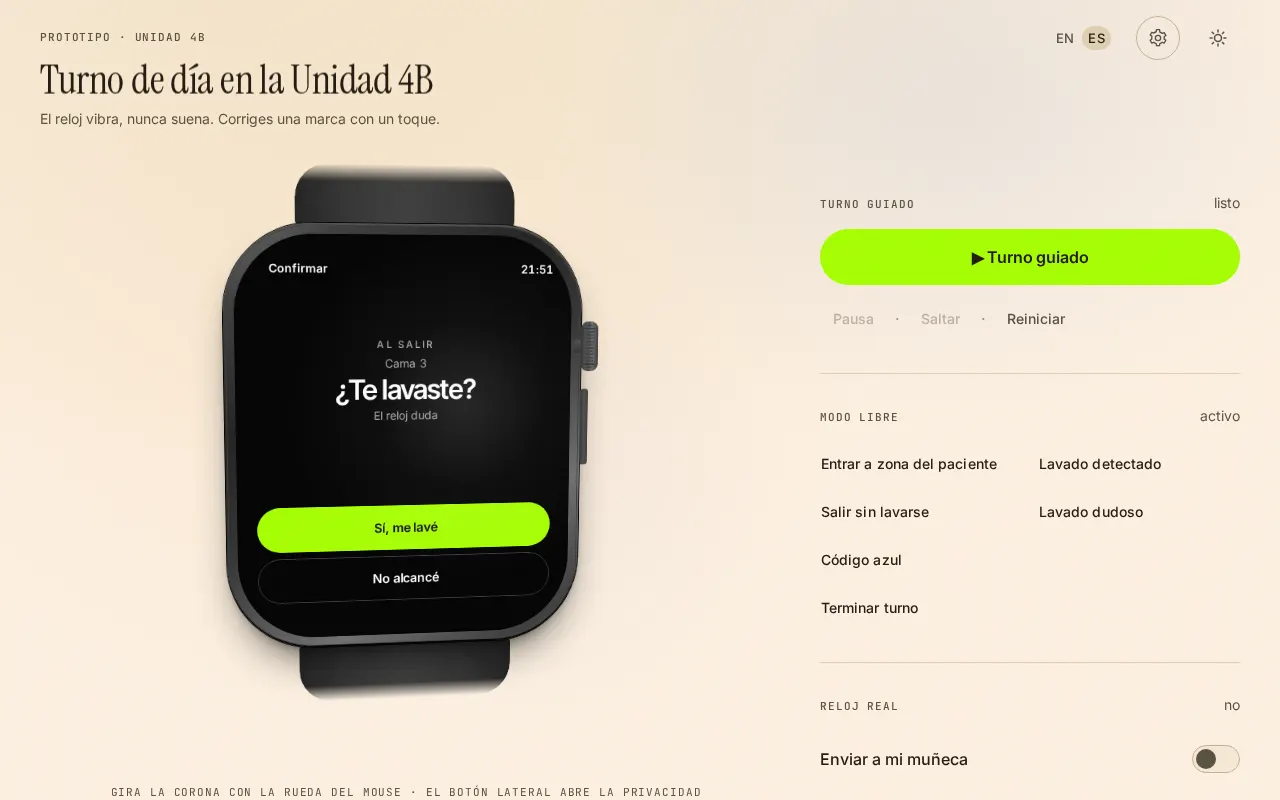 PROTOTIPO · UNIDAD 4B
EN ES
Turno de día en la Unidad 4B
El reloj vibra, nunca suena. Corriges una marca con un toque.
Confirmar 21:51
AL SALIR
Cama 3
¿Te lavaste?
El reloj duda
Sí, me lavé
No alcancé
GIRA LA CORONA CON LA RUEDA DEL MOUSE · EL BOTÓN LATERAL ABRE LA PRIVACIDAD
TURNO GUIADO listo
▶ Turno guiado
Pausa · Saltar · Reiniciar
MODO LIBRE activo
Entrar a zona del paciente Lavado detectado
Salir sin lavarse Lavado dudoso
Código azul
Terminar turno
RELOJ REAL no
Enviar a mi muñeca